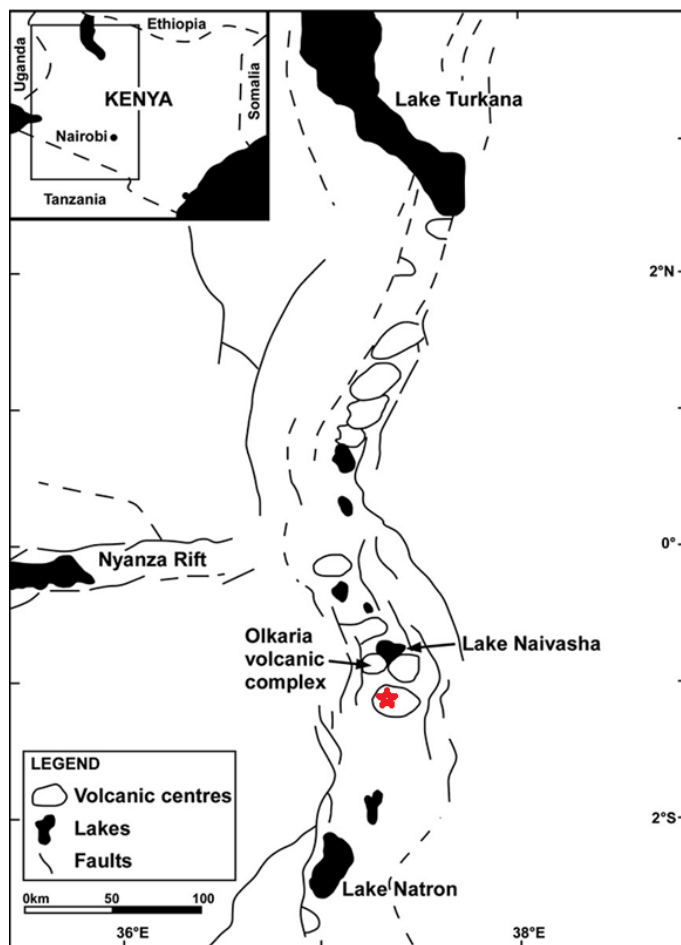 Ethiopia
Uganda
KENYA
Somalia
Nairobi
Tanzania
Lake Turkana
2°N
Nyanza Rift
0°
Olkaria
volcanic
complex
Lake Naivasha
LEGEND
Volcanic centres
Lakes
Faults
0km 50 100
2°S
Lake Natron
36°E 38°E